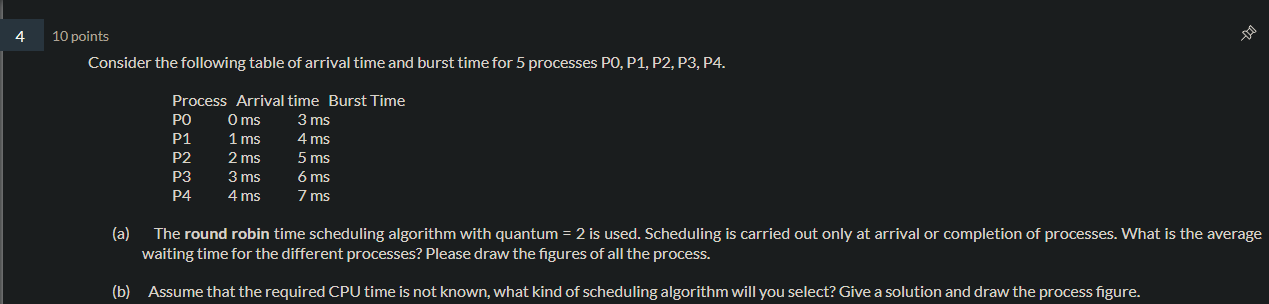 4 10 points
Consider the following table of arrival time and burst time for 5 processes P0, P1, P2, P3, P4.
Process Arrival time Burst Time
P0 0 ms 3 ms
P1 1 ms 4 ms
P2 2 ms 5 ms
P3 3 ms 6 ms
P4 4 ms 7 ms
(a) The round robin time scheduling algorithm with quantum = 2 is used. Scheduling is carried out only at arrival or completion of processes. What is the average
waiting time for the different processes? Please draw the figures of all the process.
(b) Assume that the required CPU time is not known, what kind of scheduling algorithm will you select? Give a solution and draw the process figure.